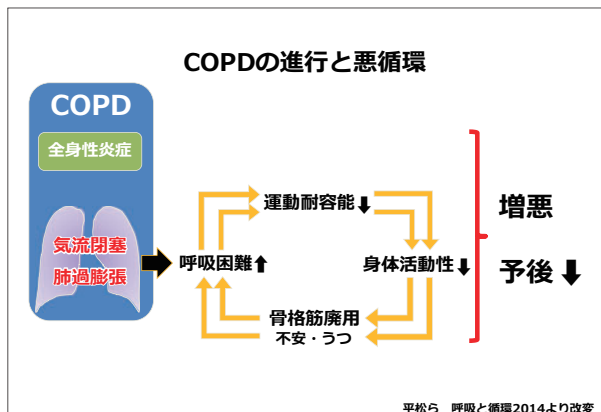 COPDの進行と悪循環
COPD
全身性炎症
気流閉塞
肺過膨張
運動耐容能⬇
呼吸困難⬆
身体活動性⬇
骨格筋廃用
不安・うつ
増悪
予後⬇
平松ら 呼吸と循環2014より改変